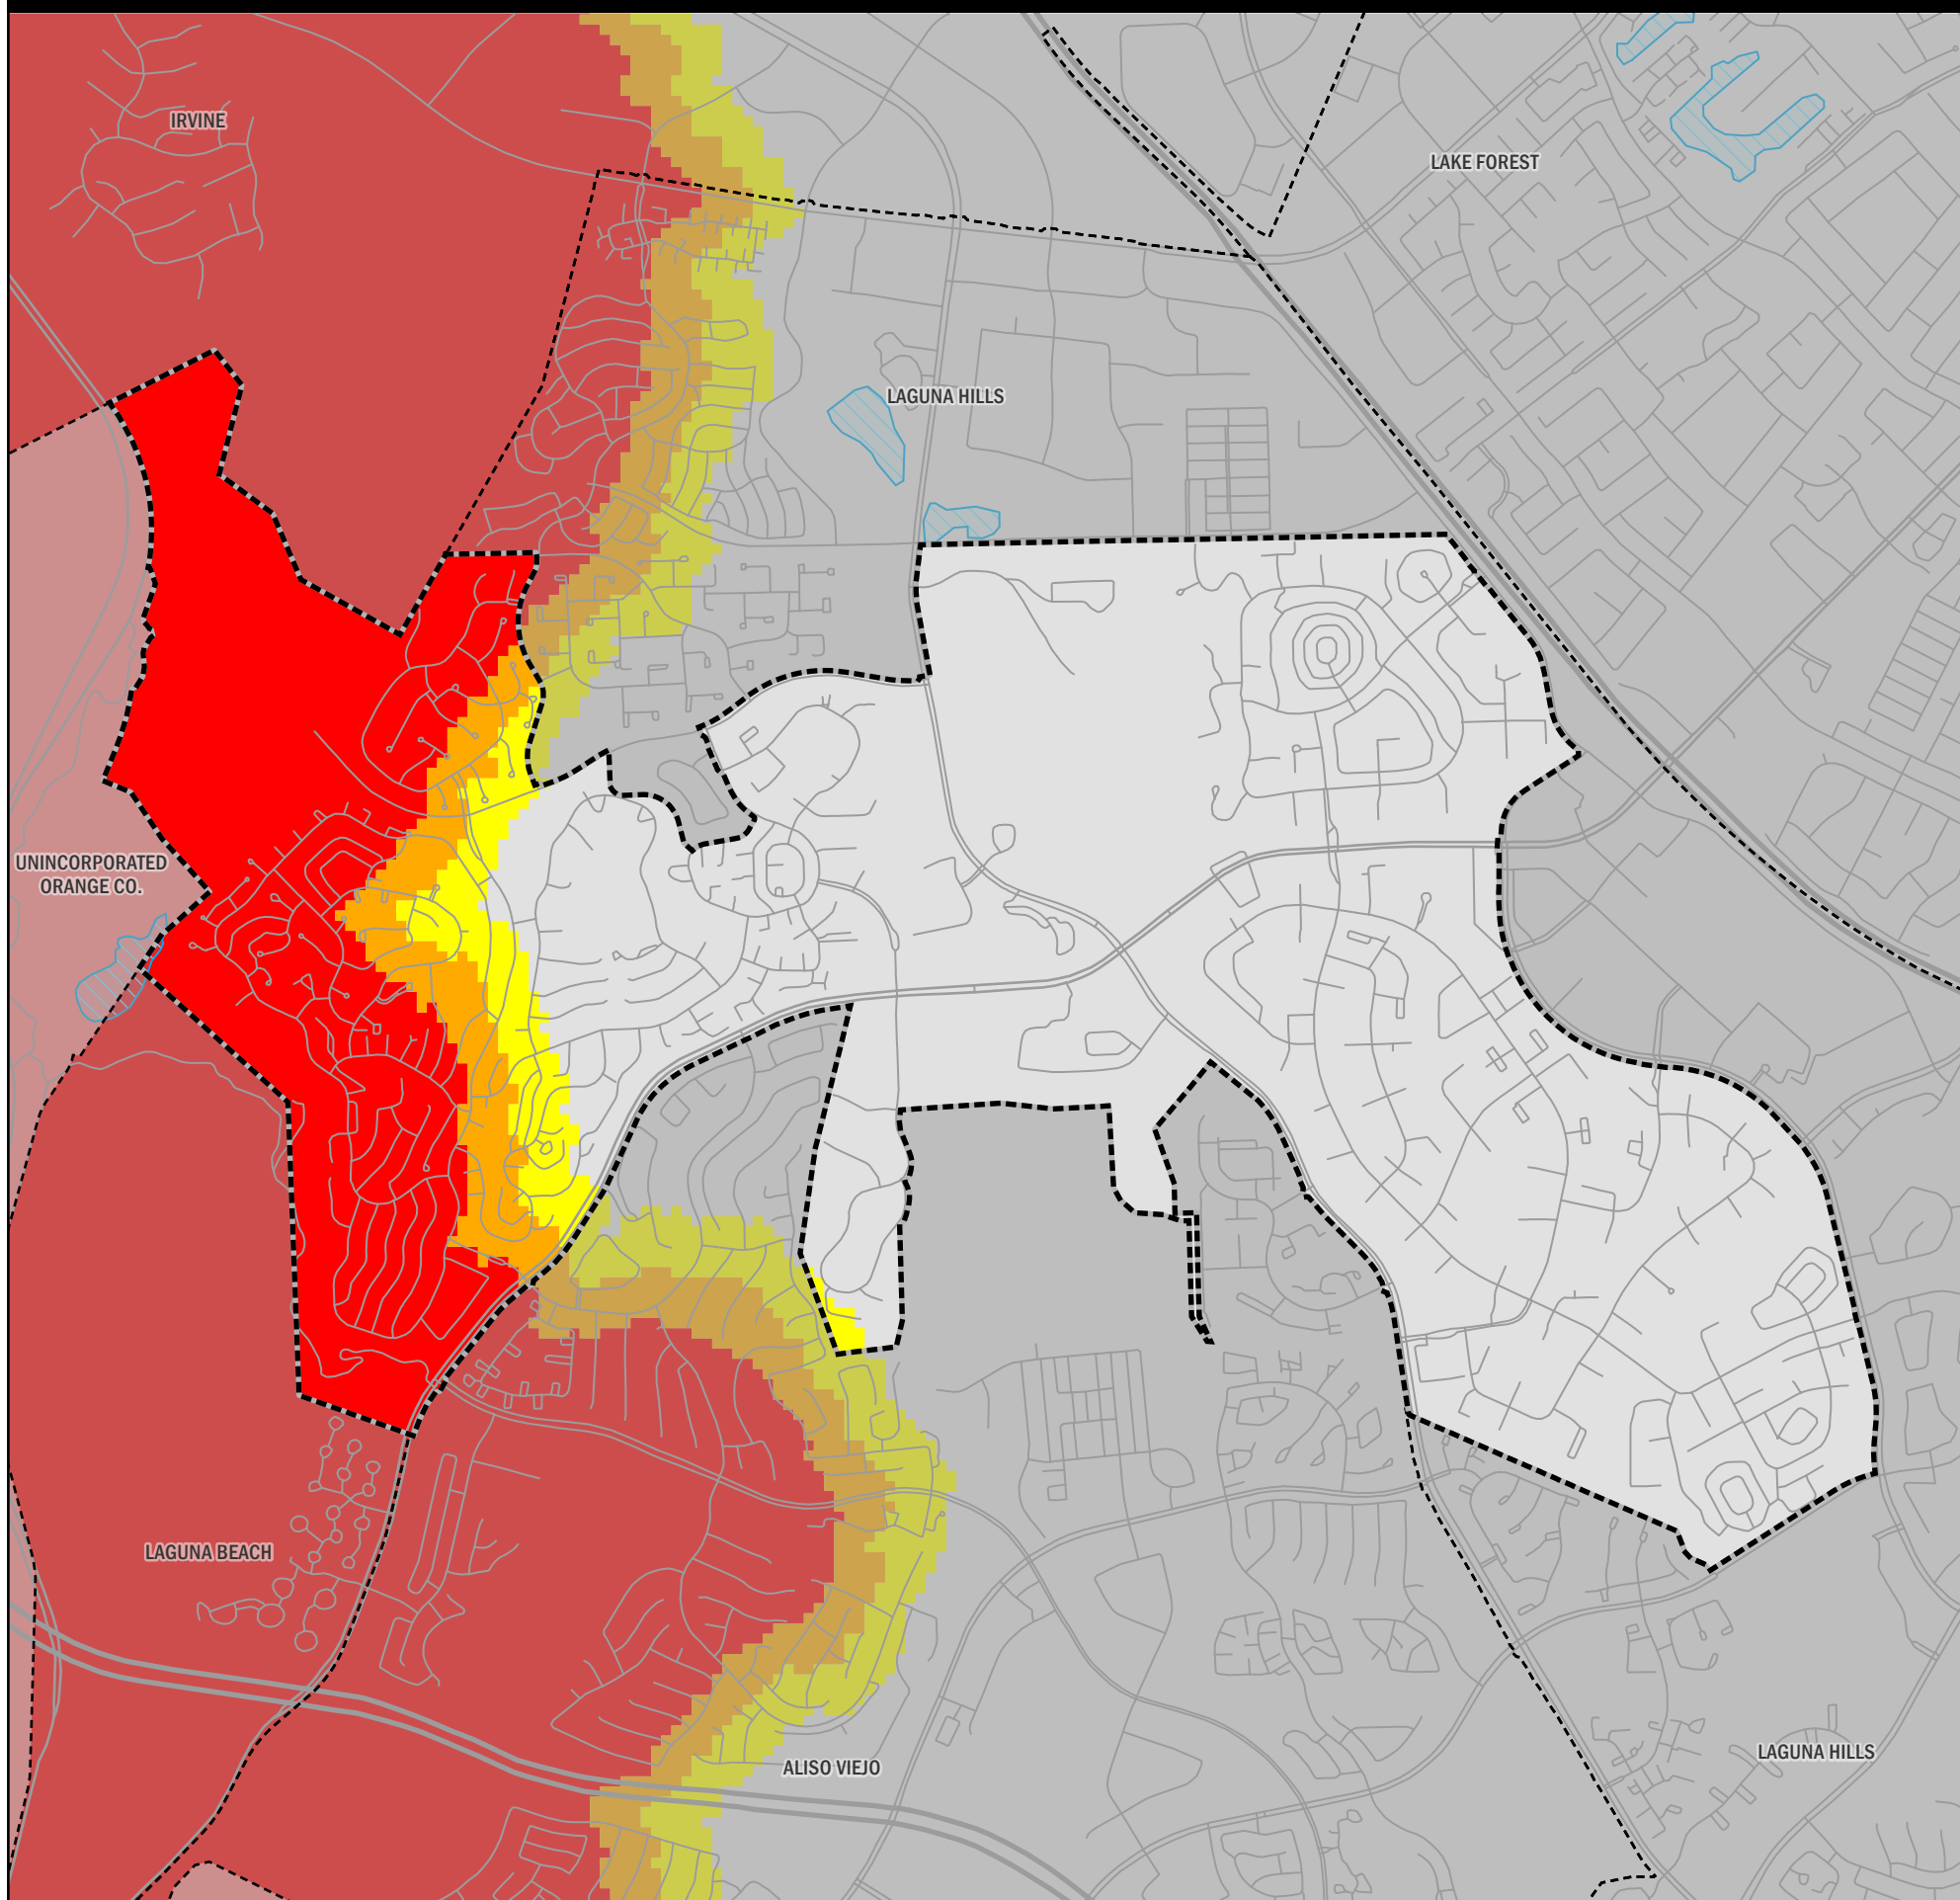 IRVINE
LAKE FOREST
LAGUNA HILLS
UNINCORPORATED
ORANGE CO.
LAGUNA BEACH
ALISO VIEJO
LAGUNA HILLS